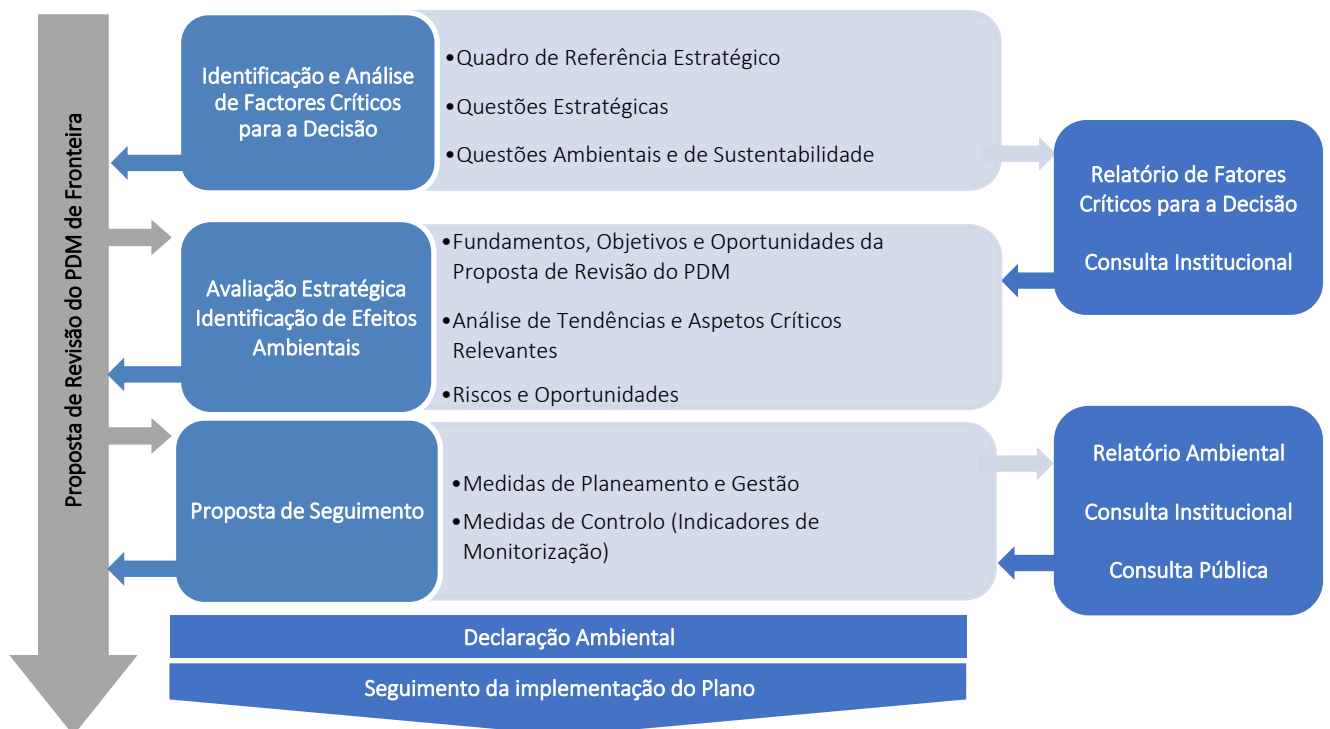 Proposta de Revisão do PDM de Fronteira
Identificação e Análise
de Factores Críticos
para a Decisão
•Quadro de Referência Estratégico
•Questões Estratégicas
•Questões Ambientais e de Sustentabilidade
Relatório de Fatores
Críticos para a Decisão
Consulta Institucional
Avaliação Estratégica
Identificação de Efeitos
Ambientais
•Fundamentos, Objetivos e Oportunidades da
Proposta de Revisão do PDM
•Análise de Tendências e Aspetos Críticos
Relevantes
•Riscos e Oportunidades
Proposta de Seguimento
•Medidas de Planeamento e Gestão
•Medidas de Controlo (Indicadores de
Monitorização)
Relatório Ambiental
Consulta Institucional
Consulta Pública
Declaração Ambiental
Seguimento da implementação do Plano